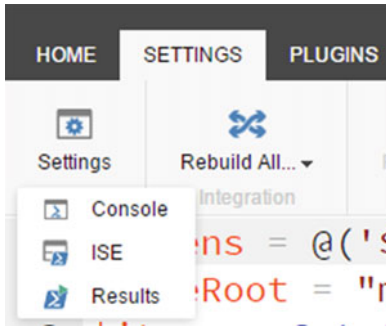 HOME SETTINGS PLUGINS
Settings Rebuild All...
Integration
Console
ISE
Results
ens = @('s
eRoot = "